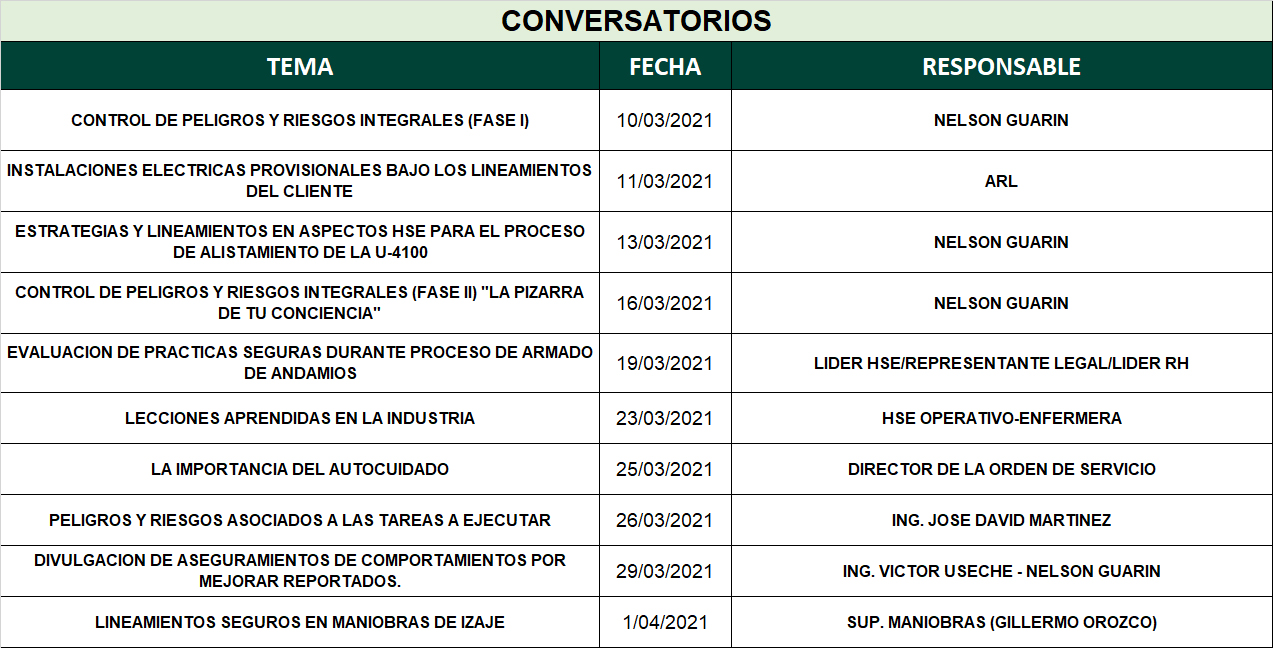 CONVERSATORIOS
TEMA FECHA RESPONSABLE
CONTROL DE PELIGROS Y RIESGOS INTEGRALES (FASE I) 10/03/2021 NELSON GUARIN
INSTALACIONES ELECTRICAS PROVISIONALES BAJO LOS LINEAMIENTOS
DEL CLIENTE 11/03/2021 ARL
ESTRATEGIAS Y LINEAMIENTOS EN ASPECTOS HSE PARA EL PROCESO
DE ALISTAMIENTO DE LA U-4100 13/03/2021 NELSON GUARIN
CONTROL DE PELIGROS Y RIESGOS INTEGRALES (FASE II) "LA PIZARRA
DE TU CONCIENCIA" 16/03/2021 NELSON GUARIN
EVALUACION DE PRACTICAS SEGURAS DURANTE PROCESO DE ARMADO
DE ANDAMIOS 19/03/2021 LIDER HSE/REPRESENTANTE LEGAL/LIDER RH
LECCIONES APRENDIDAS EN LA INDUSTRIA 23/03/2021 HSE OPERATIVO-ENFERMERA
LA IMPORTANCIA DEL AUTOCUIDADO 25/03/2021 DIRECTOR DE LA ORDEN DE SERVICIO
PELIGROS Y RIESGOS ASOCIADOS A LAS TAREAS A EJECUTAR 26/03/2021 ING. JOSE DAVID MARTINEZ
DIVULGACION DE ASEGURAMIENTOS DE COMPORTAMIENTOS POR
MEJORAR REPORTADOS. 29/03/2021 ING. VICTOR USECHE - NELSON GUARIN
LINEAMIENTOS SEGUROS EN MANIOBRAS DE IZAJE 1/04/2021 SUP. MANIOBRAS (GILLERMO OROZCO)